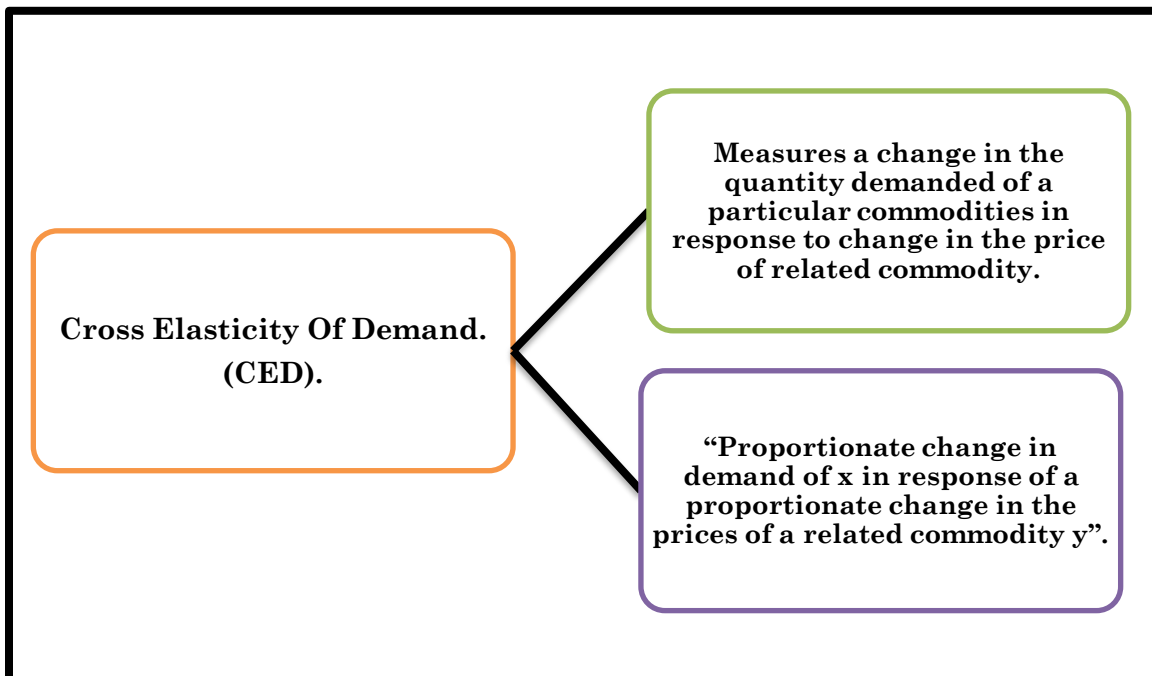 Cross Elasticity Of Demand.
(CED).
Measures a change in the
quantity demanded of a
particular commodities in
response to change in the price
of related commodity.
“Proportionate change in
demand of x in response of a
proportionate change in the
prices of a related commodity y”.